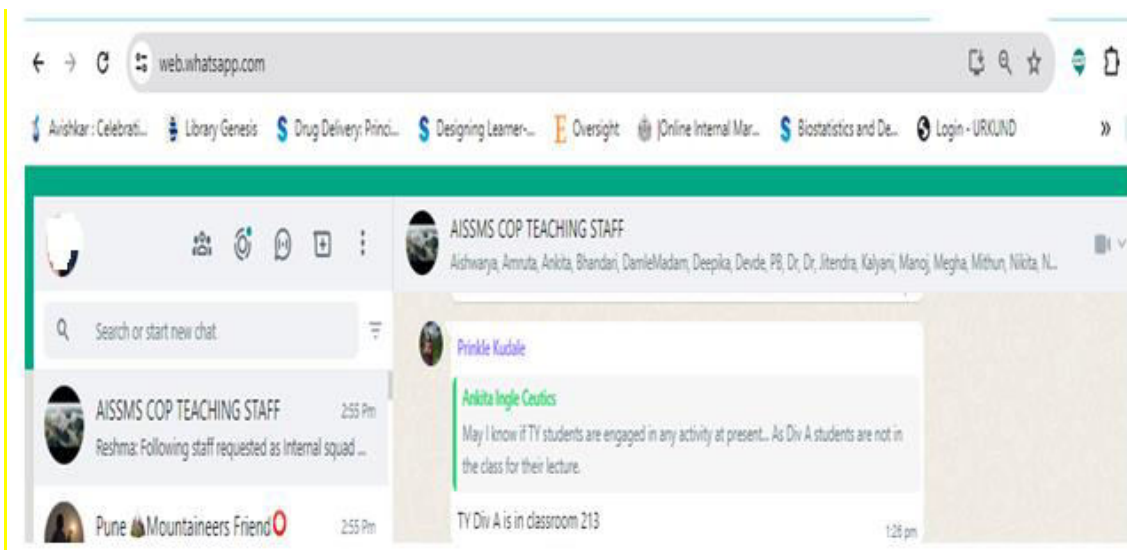 web.whatsapp.com
Avishkar : Celebrati...
Library Genesis
Drug Delivery: Princi...
Designing Learner-...
Oversight
|Online Internal Mar...
Biostatistics and De...
Login - URKUND
»
AISSMS COP TEACHING STAFF
Aishwarya, Amruta, Ankita, Bhandari, DamleMadam, Deepika, Devde, PB, Dr, Dr, Jitendra, Kalyani, Manoj, Megha, Mithun, Nikita, N...
Search or start new chat
AISSMS COP TEACHING STAFF 2:55 Pm
Reshma: Following staff requested as Internal squad ...
Pune Mountaineers Friend 2:55 Pm
Prinkle Kudale
Ankita Ingle Ceutics
May I know if TY students are engaged in any activity at present... As Div A students are not in
the class for their lecture.
TY Div A is in classroom 213
1:26 pm